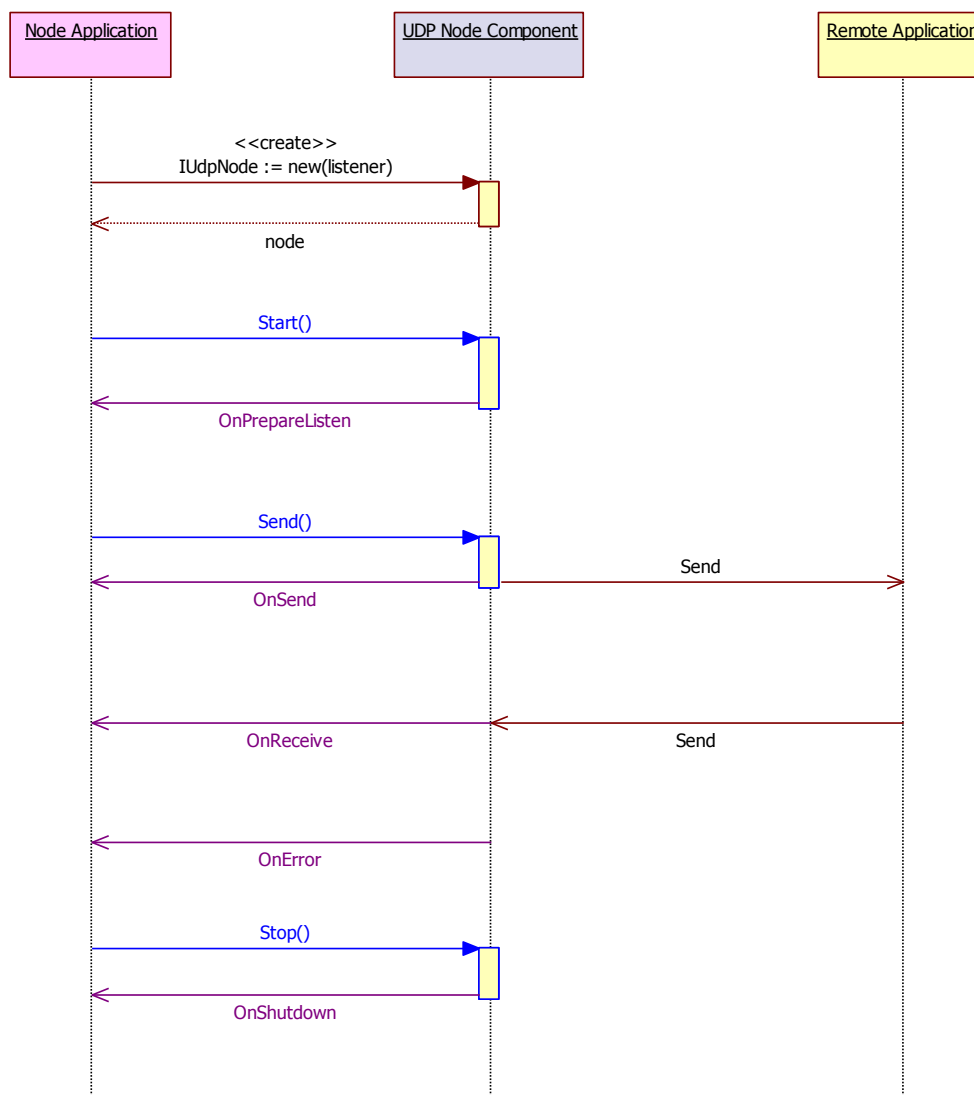 Node Application
UDP Node Component
Remote Application
<<create>>
IUdpNode := new(listener)
node
Start()
OnPrepareListen
Send()
Send
OnSend
OnReceive
Send
OnError
Stop()
OnShutdown